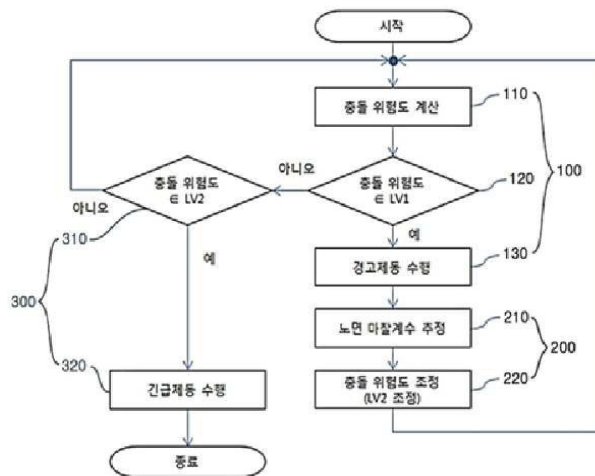 시작
충돌 위험도 계산
110
충돌 위험도
∈ LV1
120
100
아니오
예
충돌 위험도
∈ LV2
아니오
310
예
경고제동 수행
130
노면 마찰계수 추정
210
200
충돌 위험도 조정
(LV2 조정)
220
300
320
긴급제동 수행
종료